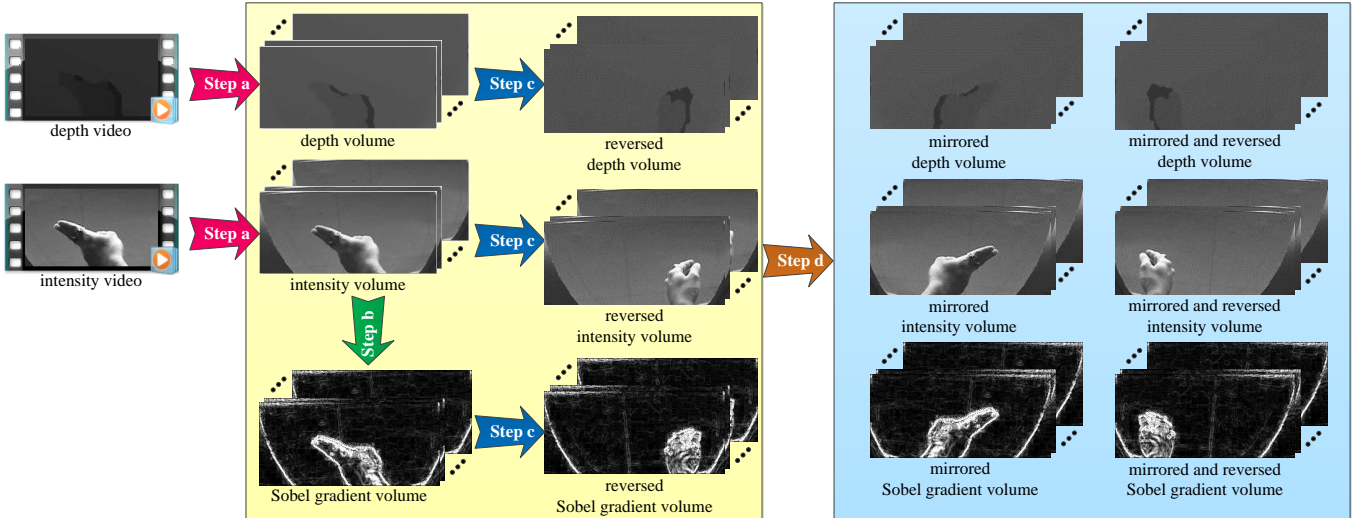 depth video
Step a
depth volume
Step c
reversed
depth volume
mirrored
depth volume
mirrored and reversed
depth volume
intensity video
Step a
intensity volume
Step c
reversed
intensity volume
Step d
mirrored
intensity volume
mirrored and reversed
intensity volume
Step b
Sobel gradient volume
Step c
reversed
Sobel gradient volume
mirrored
Sobel gradient volume
mirrored and reversed
Sobel gradient volume